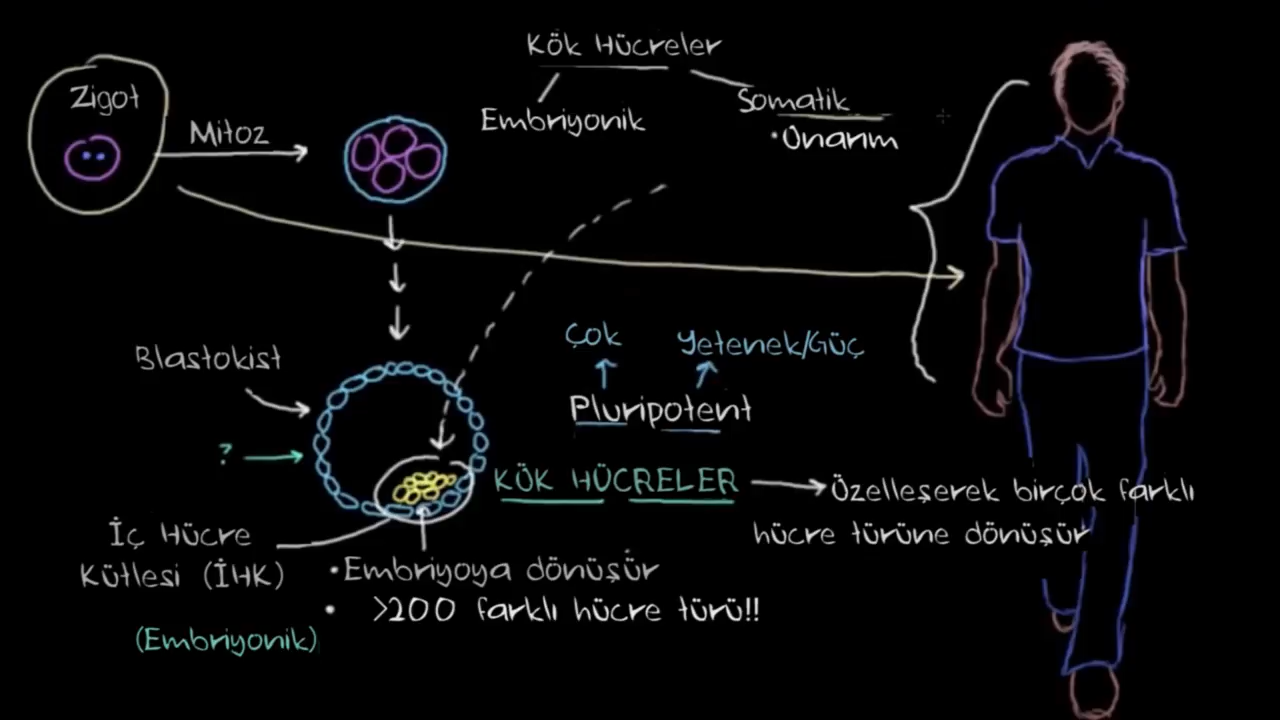 Kök Hücreler
Zigot
Mitoz
Embriyonik
Somatik
•Onarım
Blastokist
?
Çok
Yetenek/Güç
Pluripotent
KÖK HÜCRELER
Özelleşerek birçok farklı
hücre türüne dönüşür
İç Hücre
Kütlesi (İHK)
(Embriyonik)
•Embriyoya dönüşür
• >200 farklı hücre türü!!